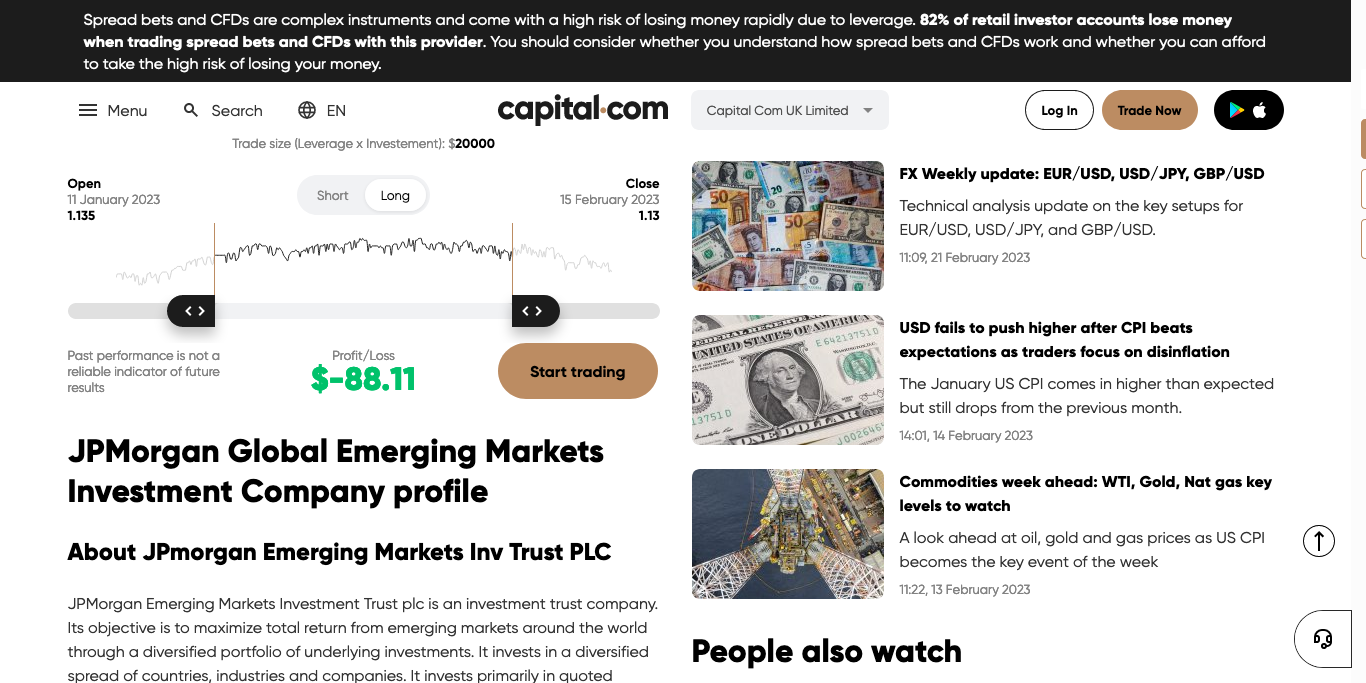 Spread bets and CFDs are complex instruments and come with a high risk of losing money rapidly due to leverage. 82% of retail investor accounts lose money
when trading spread bets and CFDs with this provider. You should consider whether you understand how spread bets and CFDs work and whether you can afford
to take the high risk of losing your money.
Menu
Search
EN
capital.com
Capital Com UK Limited
Log In
Trade Now
Trade size (Leverage x Investement): $20000
Open
11 January 2023
1.135
Short
Long
Close
15 February 2023
1.13
Past performance is not a
reliable indicator of future
results
Profit/Loss
$-88.11
Start trading
JPMorgan Global Emerging Markets
Investment Company profile
About JPmorgan Emerging Markets Inv Trust PLC
JPMorgan Emerging Markets Investment Trust plc is an investment trust company.
Its objective is to maximize total return from emerging markets around the world
through a diversified portfolio of underlying investments. It invests in a diversified
spread of countries, industries and companies. It invests primarily in quoted
FX Weekly update: EUR/USD, USD/JPY, GBP/USD
Technical analysis update on the key setups for
EUR/USD, USD/JPY, and GBP/USD.
11:09, 21 February 2023
USD fails to push higher after CPI beats
expectations as traders focus on disinflation
The January US CPI comes in higher than expected
but still drops from the previous month.
14:01, 14 February 2023
Commodities week ahead: WTI, Gold, Nat gas key
levels to watch
A look ahead at oil, gold and gas prices as US CPI
becomes the key event of the week
11:22, 13 February 2023
People also watch